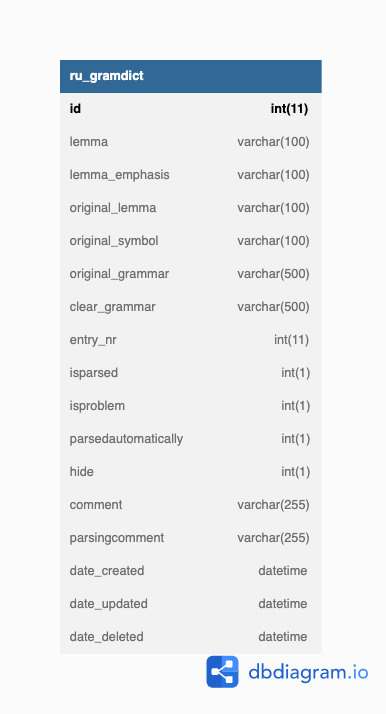 ru_gramdict
id int(11)
lemma varchar(100)
lemma_emphasis varchar(100)
original_lemma varchar(100)
original_symbol varchar(100)
original_grammar varchar(500)
clear_grammar varchar(500)
entry_nr int(11)
isparsed int(1)
isproblem int(1)
parsedautomatically int(1)
hide int(1)
comment varchar(255)
parsingcomment varchar(255)
date_created datetime
date_updated datetime
date_deleted datetime
dbdiagram.io